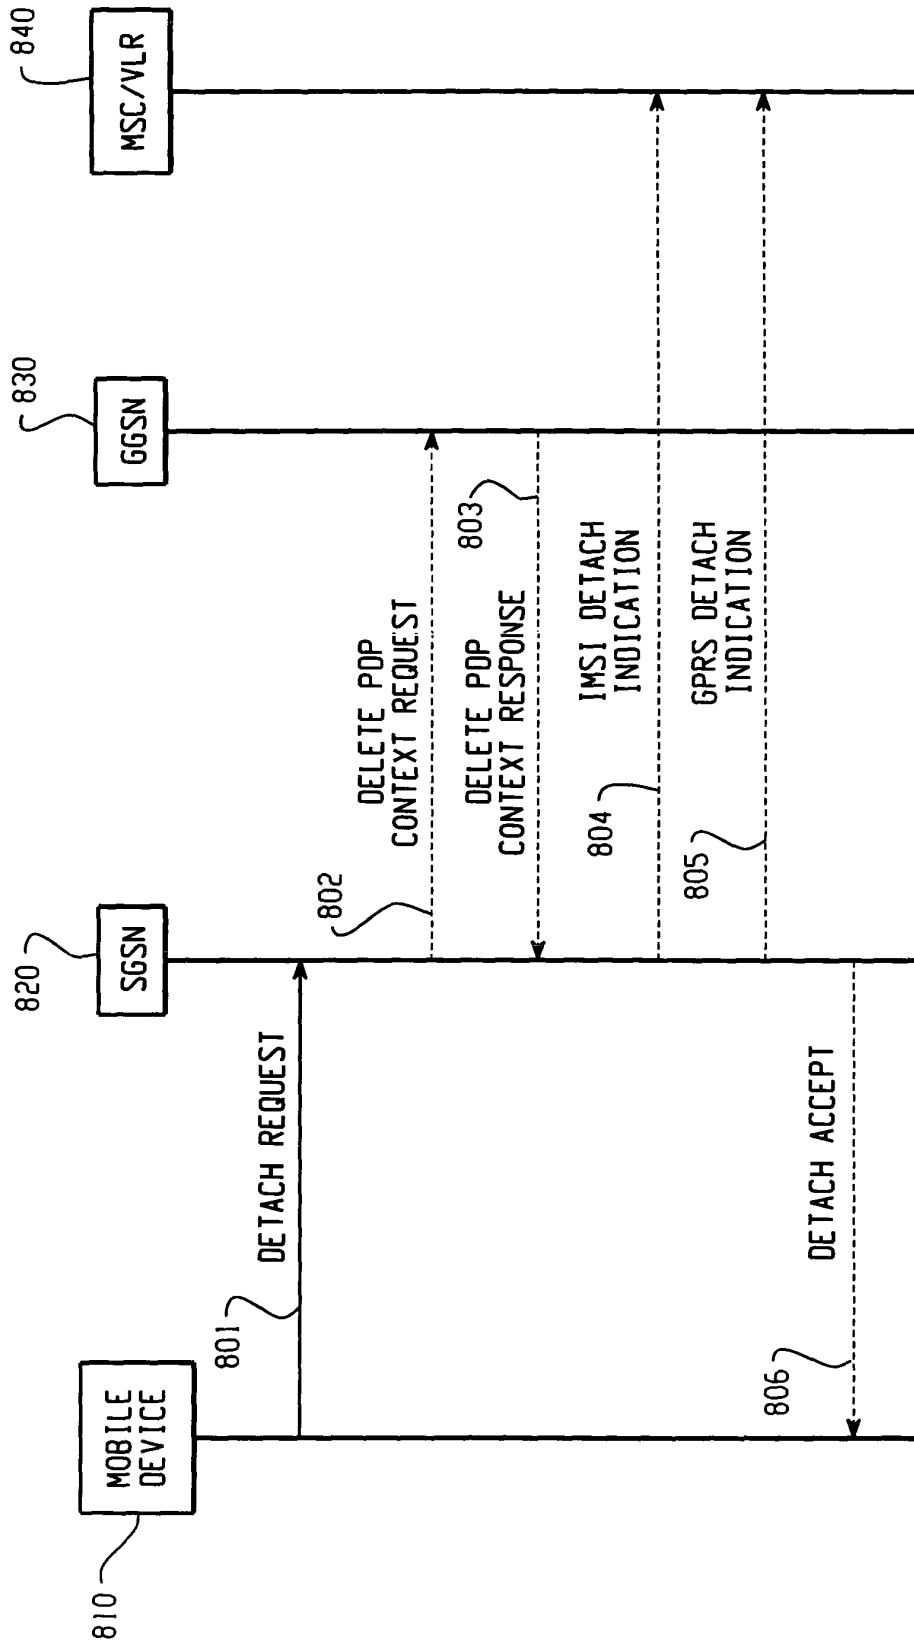 810
MOBILE
DEVICE
820
SGSN
830
GGSN
840
MSC/VLR
801
DETACH REQUEST
802
DELETE PDP
CONTEXT REQUEST
803
DELETE PDP
CONTEXT RESPONSE
804
IMSI DETACH
INDICATION
805
GPRS DETACH
INDICATION
806
DETACH ACCEPT